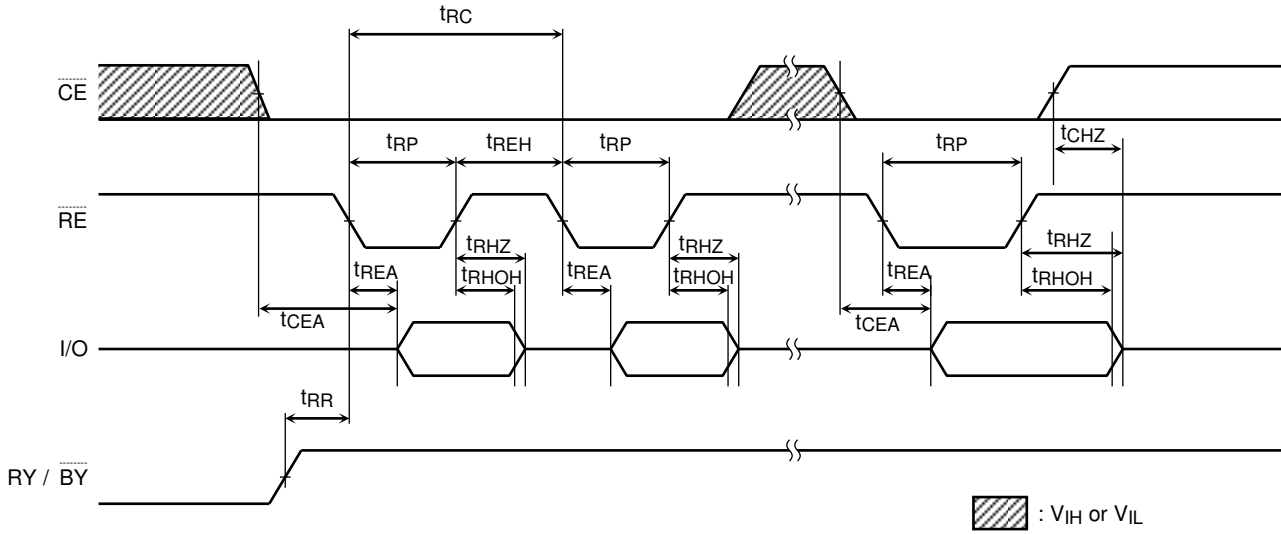 tRC
CE
tRP tREH tRP tRP tCHZ
RE
tRHZ tRHZ tRHZ
tREA tREA tREA
tRHOH tRHOH tRHOH
tCEA tCEA
I/O
tRR
RY / BY
: VIH or VIL